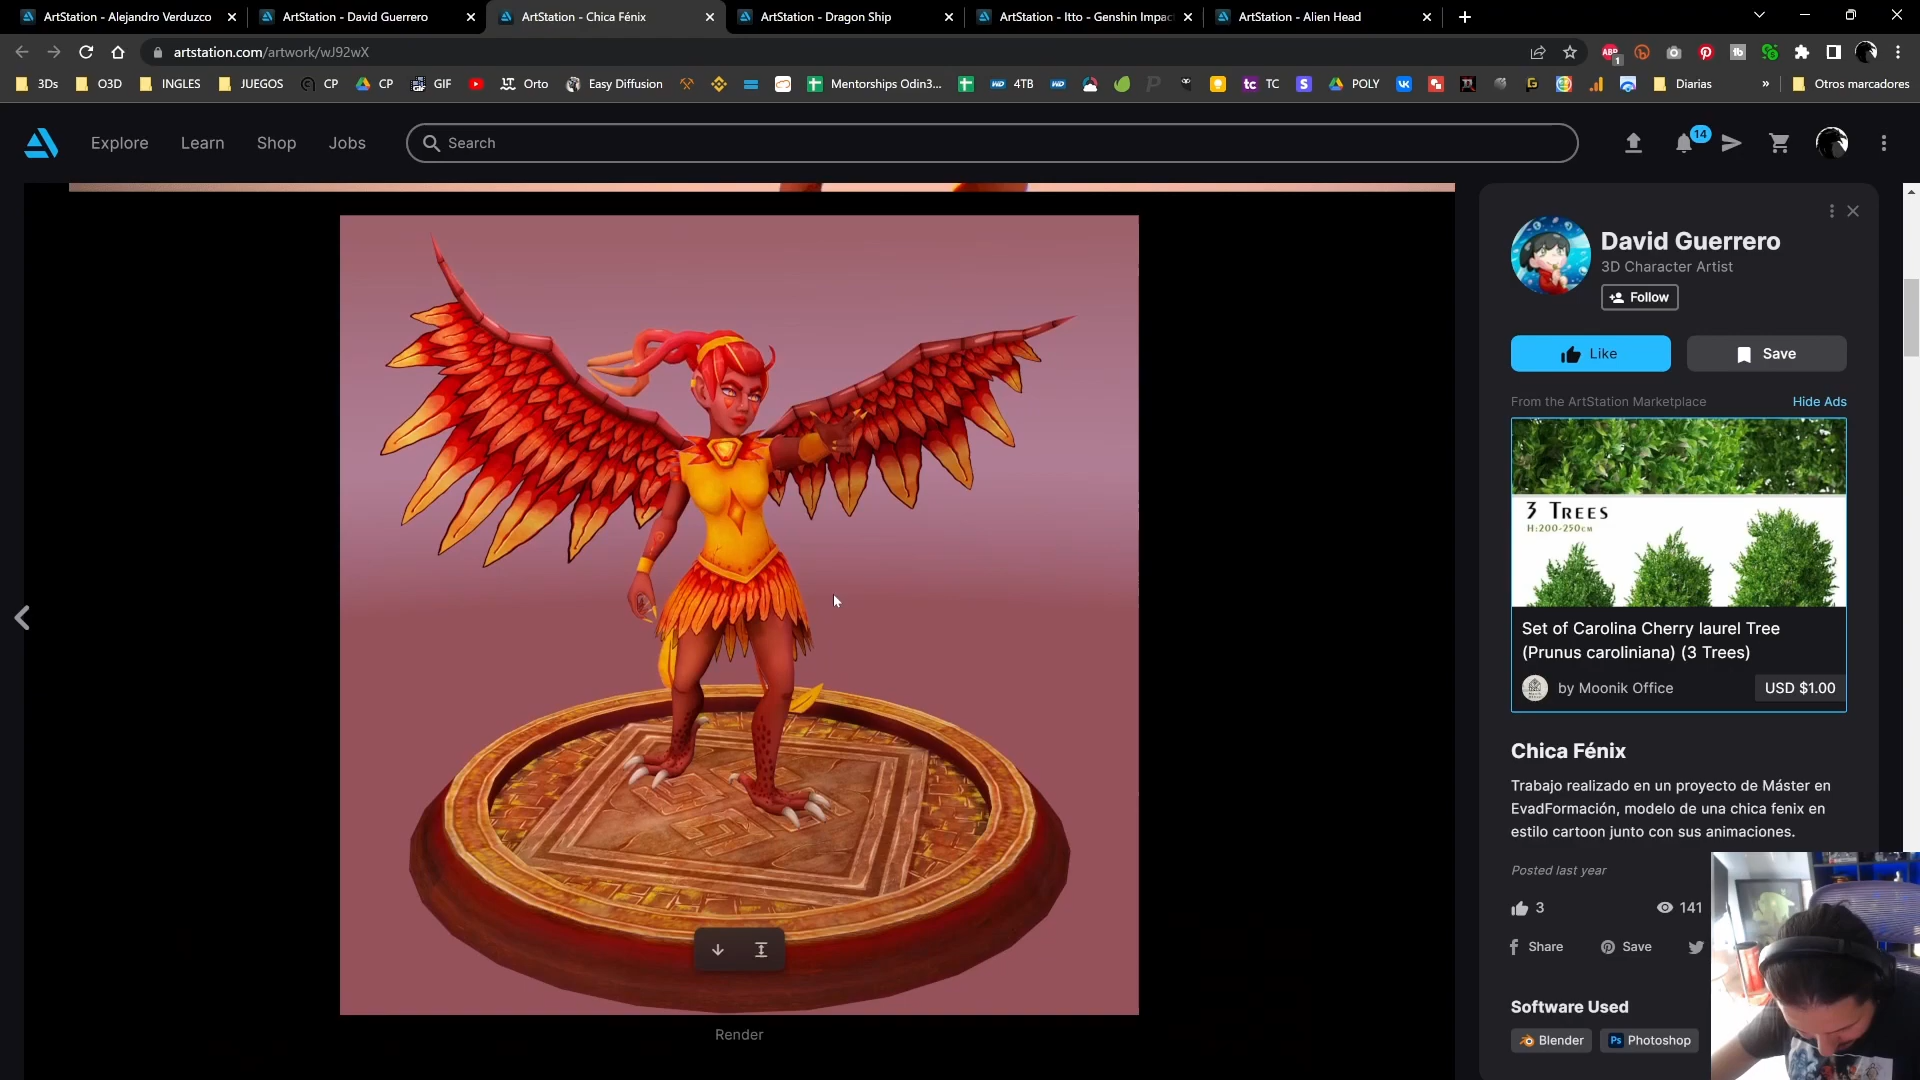 ArtStation - Alejandro Verduzco
ArtStation - David Guerrero
ArtStation - Chica Fénix
ArtStation - Dragon Ship
ArtStation - Itto - Genshin Impac
ArtStation - Alien Head
artstation.com/artwork/wJ92wX
3Ds
O3D
INGLES
JUEGOS
CP
CP
GIF
Orto
Easy Diffusion
Mentorships Odin3...
4TB
TC
POLY
Diarias
»
Otros marcadores
Explore
Learn
Shop
Jobs
Search
14
David Guerrero
3D Character Artist
Follow
Like
Save
From the ArtStation Marketplace
Hide Ads
3 TREES
H:200-250CM
Set of Carolina Cherry laurel Tree
(Prunus caroliniana) (3 Trees)
by Moonik Office
USD $1.00
Chica Fénix
Trabajo realizado en un proyecto de Máster en
EvadFormación, modelo de una chica fenix en
estilo cartoon junto con sus animaciones.
Posted last year
3
141
Share
Save
Software Used
Blender
Ps Photoshop
Render